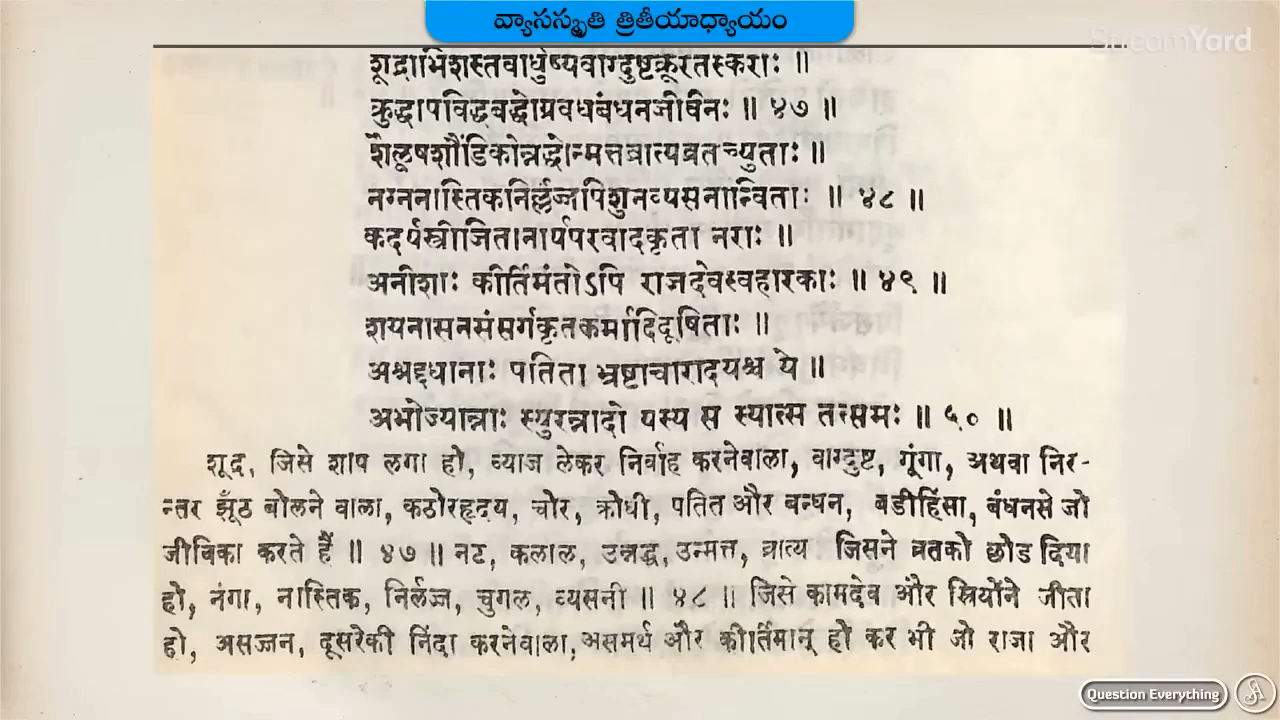 వ్యాసస్మృతి త్రితీయాధ్యాయం
StreamYard
शूद्राभिशस्तवार्धुष्यवाग्दुष्टक्रूरतस्कराः ॥
क्रुद्धापविद्धबद्धोग्रवधबंधनजीविनः ॥ ४७ ॥
शैलूषशौंडिकोन्नद्धोन्मत्तव्रात्यव्रतच्युताः ॥
नग्ननास्तिकनिर्लज्जपिशुनव्यसनान्विताः ॥ ४८ ॥
कदर्यस्त्रीजितानार्यपरवादकृता नराः ॥
अनीशाः कीर्तिमंतोऽपि राजदेवस्वहारकाः ॥ ४९ ॥
शयनासनसंसर्गकृतकर्मादिदूषिताः ॥
अश्रद्दधानाः पतिता भ्रष्टाचारादयश्च ये ॥
अभोज्यान्नाः स्युरन्नादो यस्य स स्यात्स तत्समः ॥ ५० ॥
शूद्र, जिसे शाप लगा हो, व्याज लेकर निर्वाह करनेवाला, वाग्दुष्ट, गूंगा, अथवा निर-
न्तर झूँठ बोलने वाला, कठोरहृदय, चोर, क्रोधी, पतित और बन्धन, बडीहिंसा, बंधनसे जो
जीविका करते हैं ॥ ४७ ॥ नट, कलाल, उन्नद्ध, उन्मत्त, व्रात्य जिसने व्रतको छोड दिया
हो, नंगा, नास्तिक, निर्लज्ज, चुगल, व्यसनी ॥ ४८ ॥ जिसे कामदेव और स्त्रियोंने जीता
हो, असज्जन, दूसरेकी निंदा करनेवाला, असमर्थ और कीर्तिमान् हो कर भी जो राजा और
Question Everything